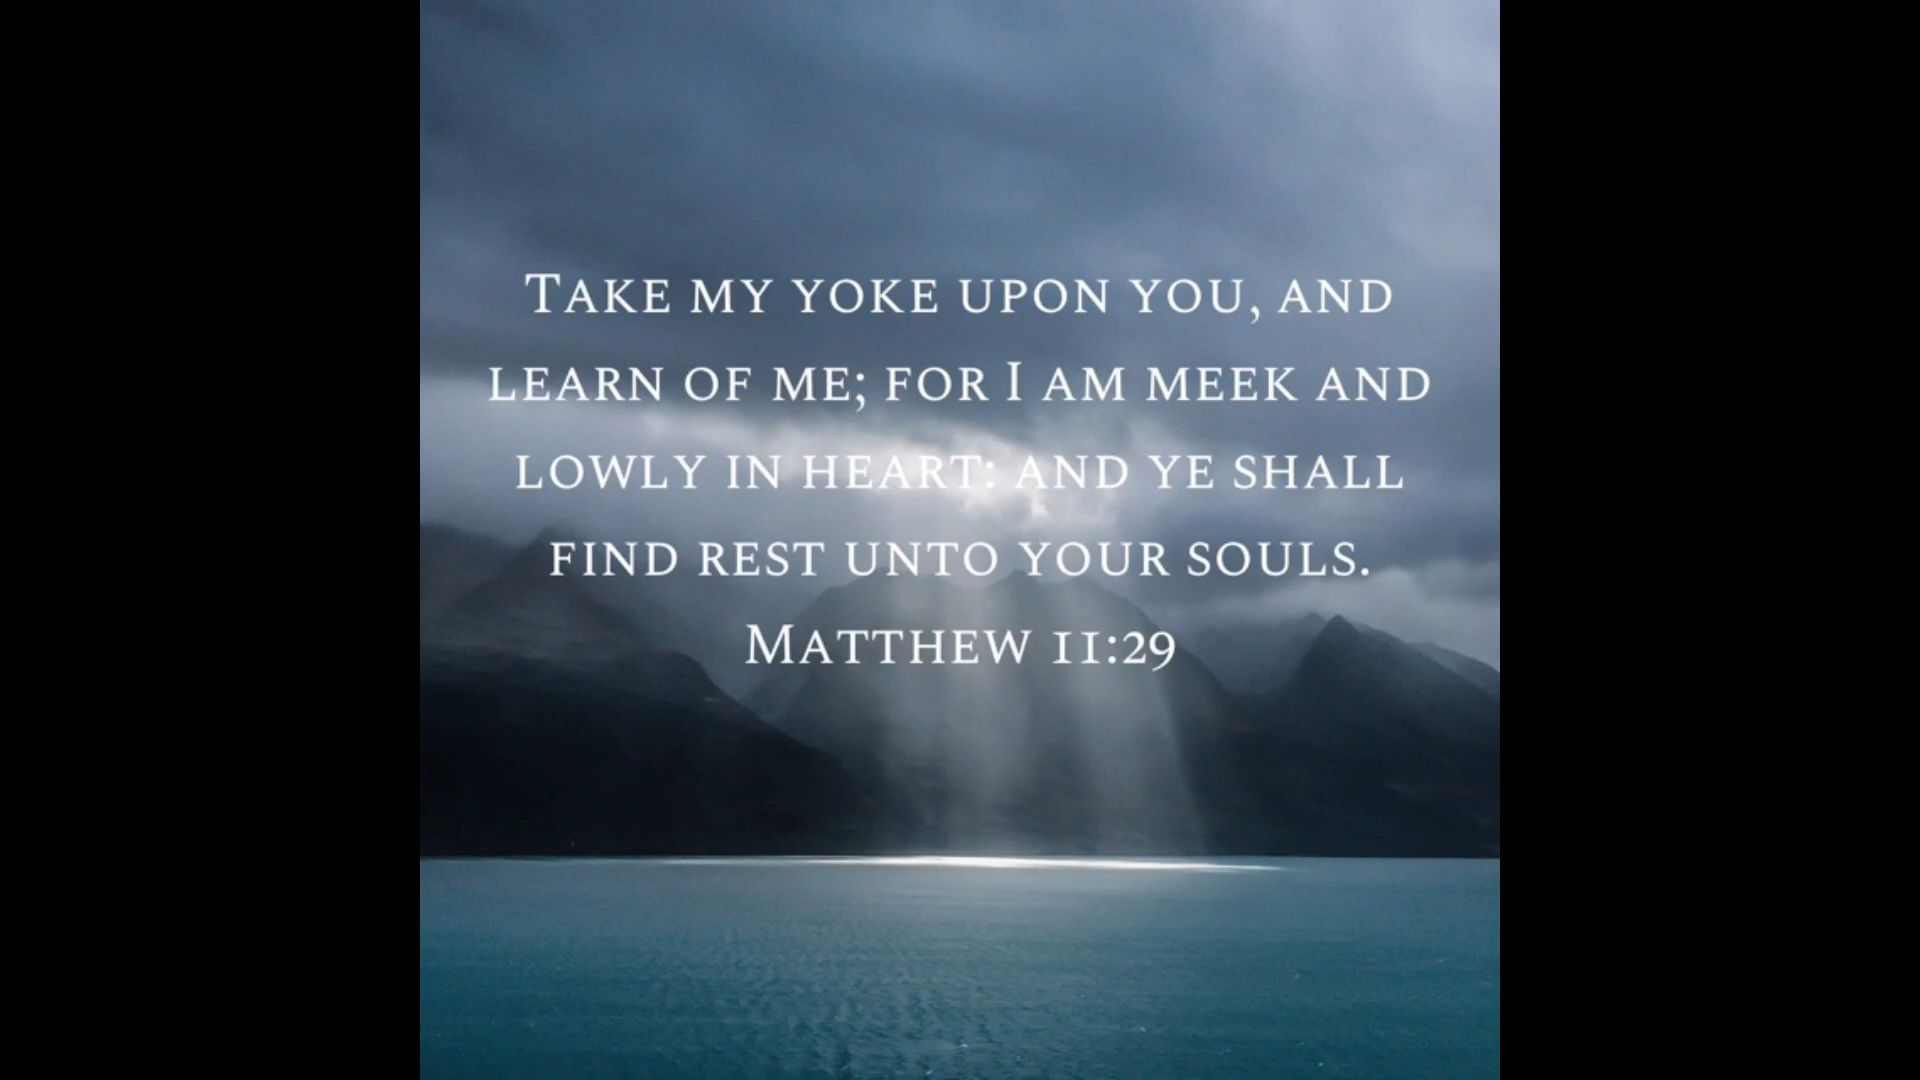 Take my yoke upon you, and
learn of me; for I am meek and
lowly in heart: and ye shall
find rest unto your souls.
Matthew 11:29